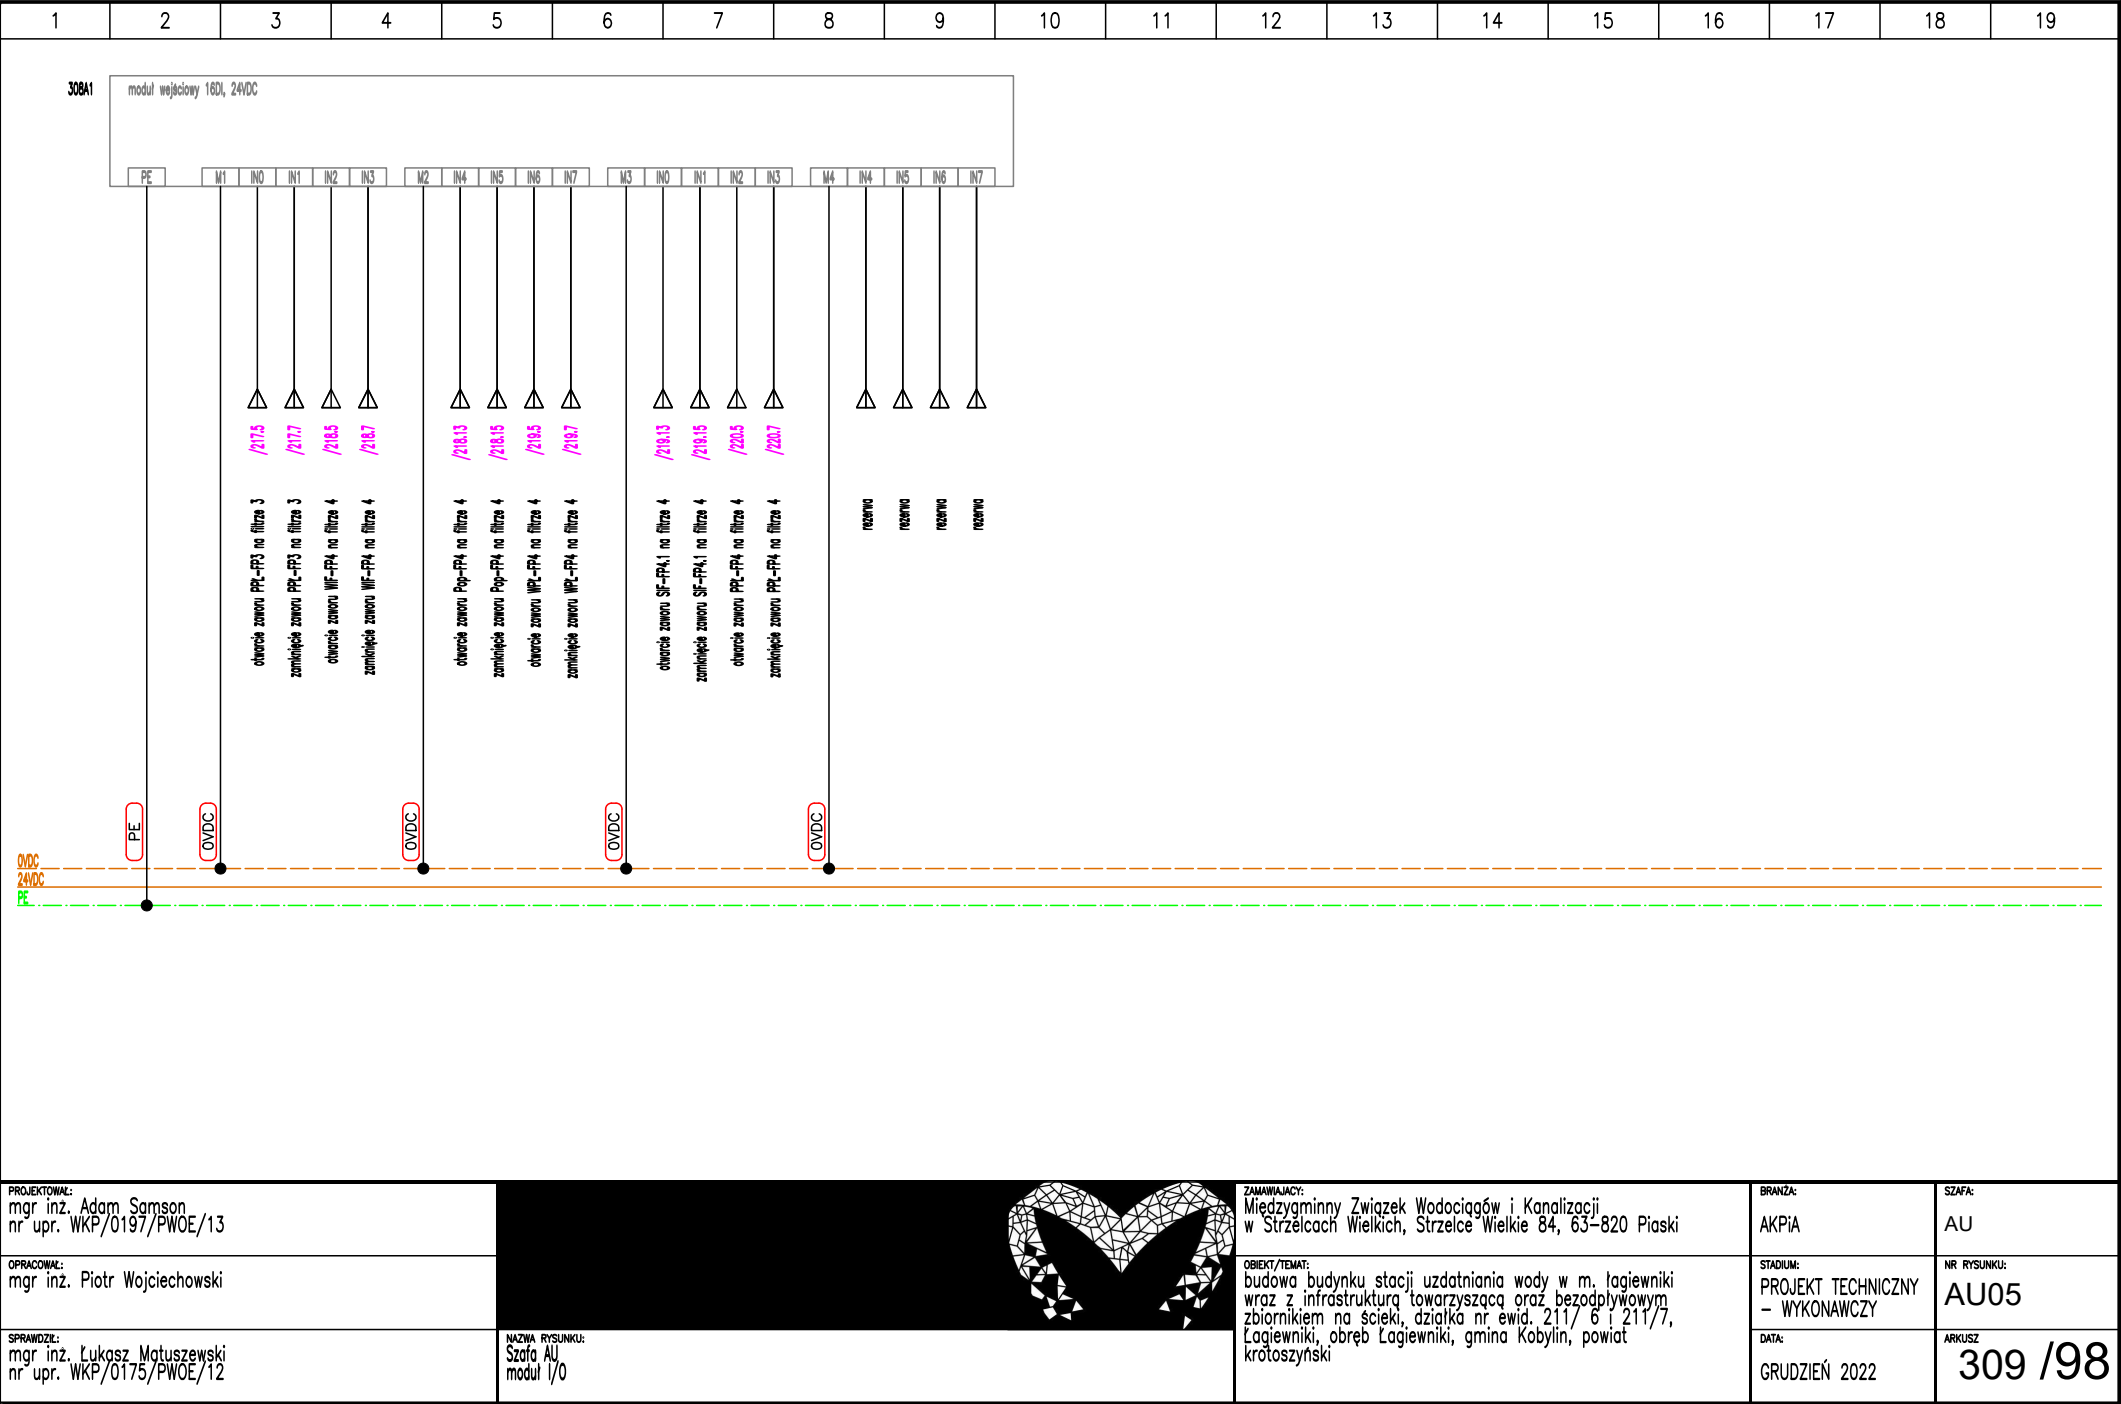 1 2 3 4 5 6 7 8 9 10 11 12 13 14 15 16 17 18 19
308A1
moduł wejściowy 16DI, 24VDC
PE M1 IN0 IN1 IN2 IN3 M2 IN4 IN5 IN6 IN7 M3 IN0 IN1 IN2 IN3 M4 IN4 IN5 IN6 IN7
/217.5
/217.7
/218.5
/218.7
/218.13
/218.15
/219.5
/219.7
/219.13
/219.15
/220.5
/220.7
otwarcie zaworu PPŁ-FP3 na filtrze 3
zamknięcie zaworu PPŁ-FP3 na filtrze 3
otwarcie zaworu WIF-FP4 na filtrze 4
zamknięcie zaworu WIF-FP4 na filtrze 4
otwarcie zaworu Pop-FP4 na filtrze 4
zamknięcie zaworu Pop-FP4 na filtrze 4
otwarcie zaworu WPŁ-FP4 na filtrze 4
zamknięcie zaworu WPŁ-FP4 na filtrze 4
otwarcie zaworu SIF-FP4.1 na filtrze 4
zamknięcie zaworu SIF-FP4.1 na filtrze 4
otwarcie zaworu PPŁ-FP4 na filtrze 4
zamknięcie zaworu PPŁ-FP4 na filtrze 4
rezerwa
rezerwa
rezerwa
rezerwa
PE
0VDC
0VDC
0VDC
0VDC
0VDC
24VDC
PE
PROJEKTOWAŁ:
mgr inż. Adam Samson
nr upr. WKP/0197/PWOE/13
OPRACOWAŁ:
mgr inż. Piotr Wojciechowski
SPRAWDZIŁ:
mgr inż. Łukasz Matuszewski
nr upr. WKP/0175/PWOE/12
NAZWA RYSUNKU:
Szafa AU
moduł I/O
ZAMAWIAJACY:
Międzygminny Związek Wodociągów i Kanalizacji
w Strzelcach Wielkich, Strzelce Wielkie 84, 63-820 Piaski
OBIEKT/TEMAT:
budowa budynku stacji uzdatniania wody w m. łagiewniki
wraz z infrastrukturą towarzyszącą oraz bezodpływowym
zbiornikiem na ścieki, działka nr ewid. 211/ 6 i 211/7,
Łagiewniki, obręb Łagiewniki, gmina Kobylin, powiat
krotoszyński
BRANŻA:
AKPiA
STADIUM:
PROJEKT TECHNICZNY
- WYKONAWCZY
DATA:
GRUDZIEŃ 2022
SZAFA:
AU
NR RYSUNKU:
AU05
ARKUSZ
309 /98